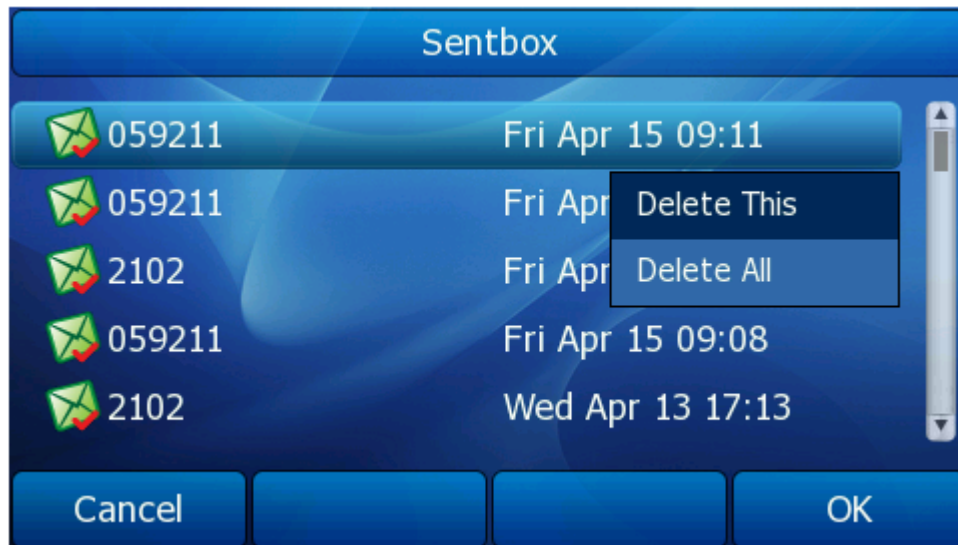 Sentbox
059211 Fri Apr 15 09:11
059211 Fri Apr
Delete This
2102 Fri Apr
Delete All
059211 Fri Apr 15 09:08
2102 Wed Apr 13 17:13
Cancel OK